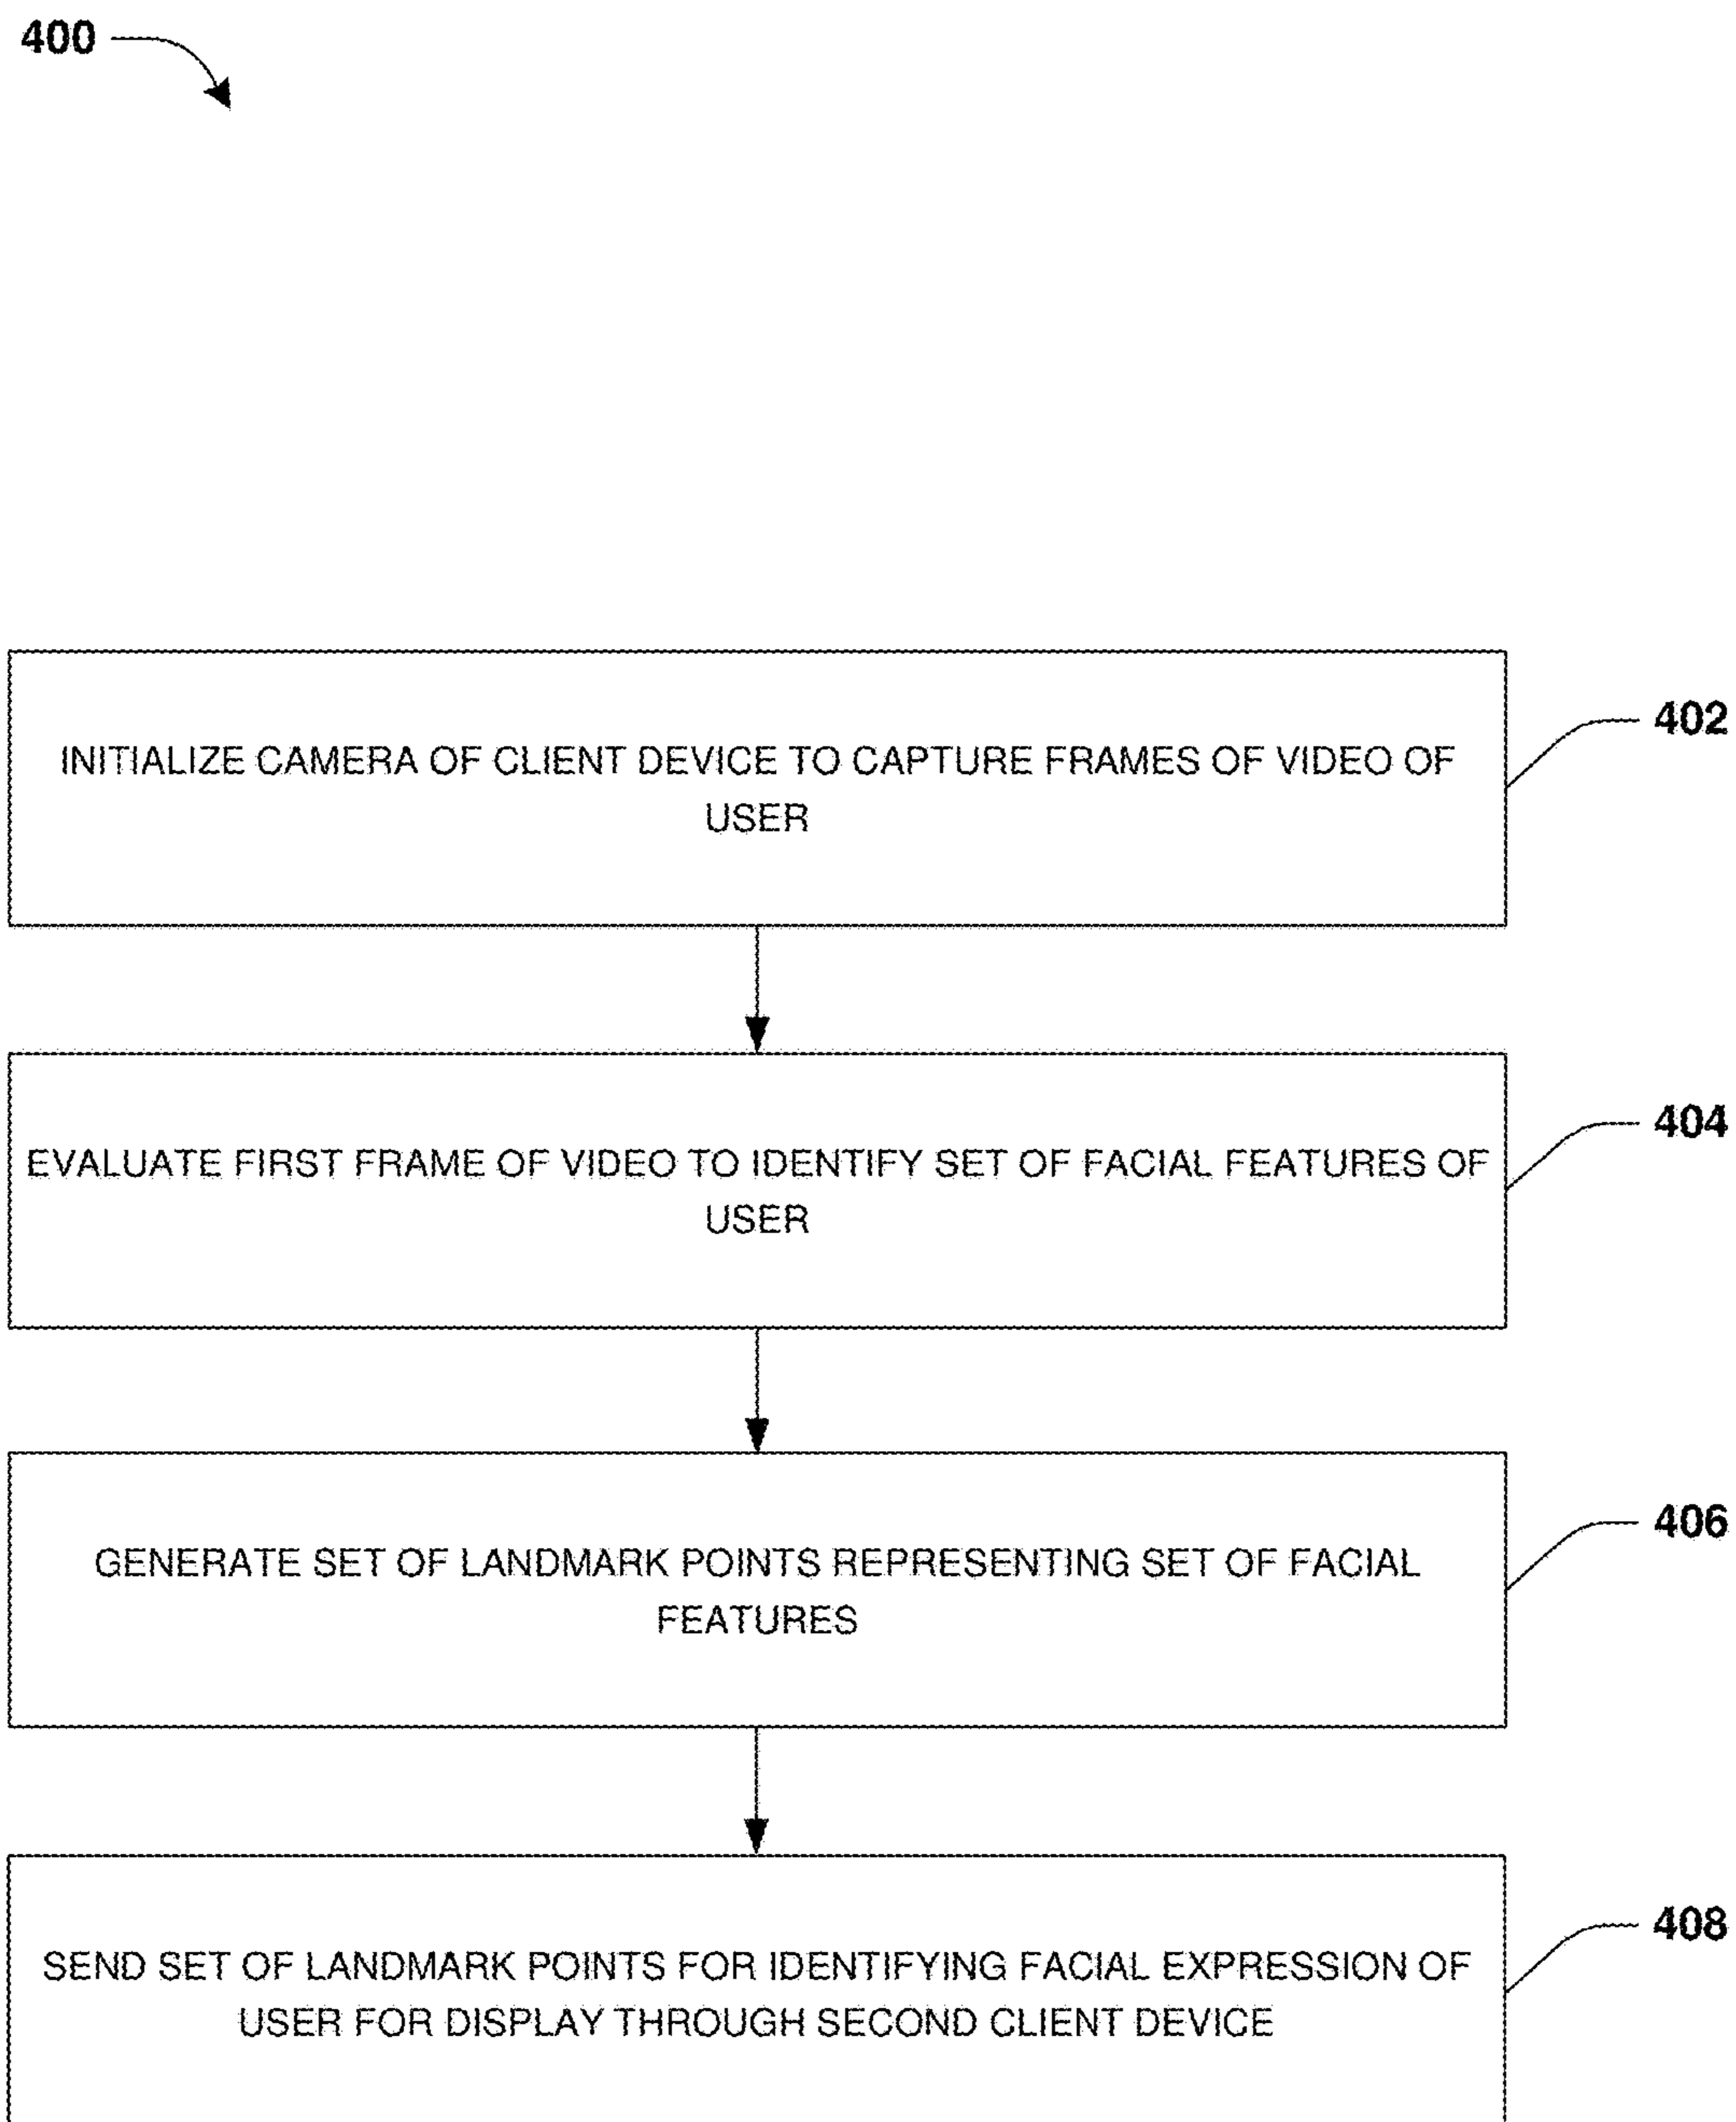 400
INITIALIZE CAMERA OF CLIENT DEVICE TO CAPTURE FRAMES OF VIDEO OF
USER
402
EVALUATE FIRST FRAME OF VIDEO TO IDENTIFY SET OF FACIAL FEATURES OF
USER
404
GENERATE SET OF LANDMARK POINTS REPRESENTING SET OF FACIAL
FEATURES
406
SEND SET OF LANDMARK POINTS FOR IDENTIFYING FACIAL EXPRESSION OF
USER FOR DISPLAY THROUGH SECOND CLIENT DEVICE
408